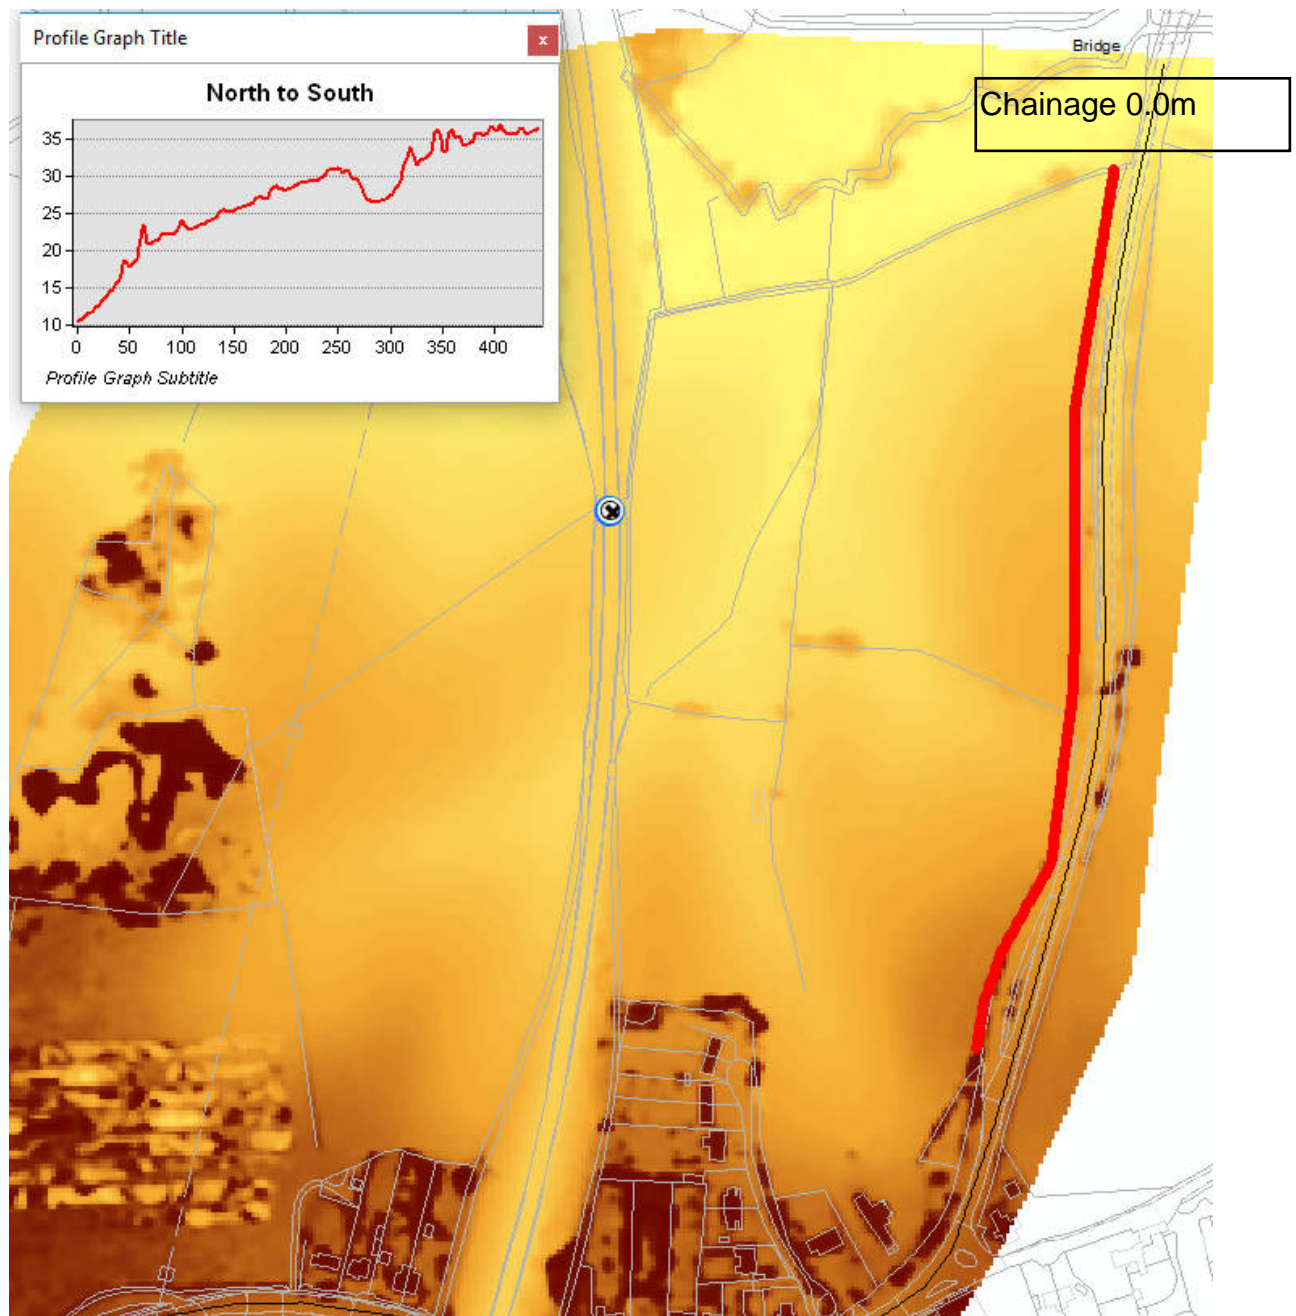 Profile Graph Title
x
North to South
35
30
25
20
15
10
0 50 100 150 200 250 300 350 400
Profile Graph Subtitle
Bridge
Chainage 0.0m